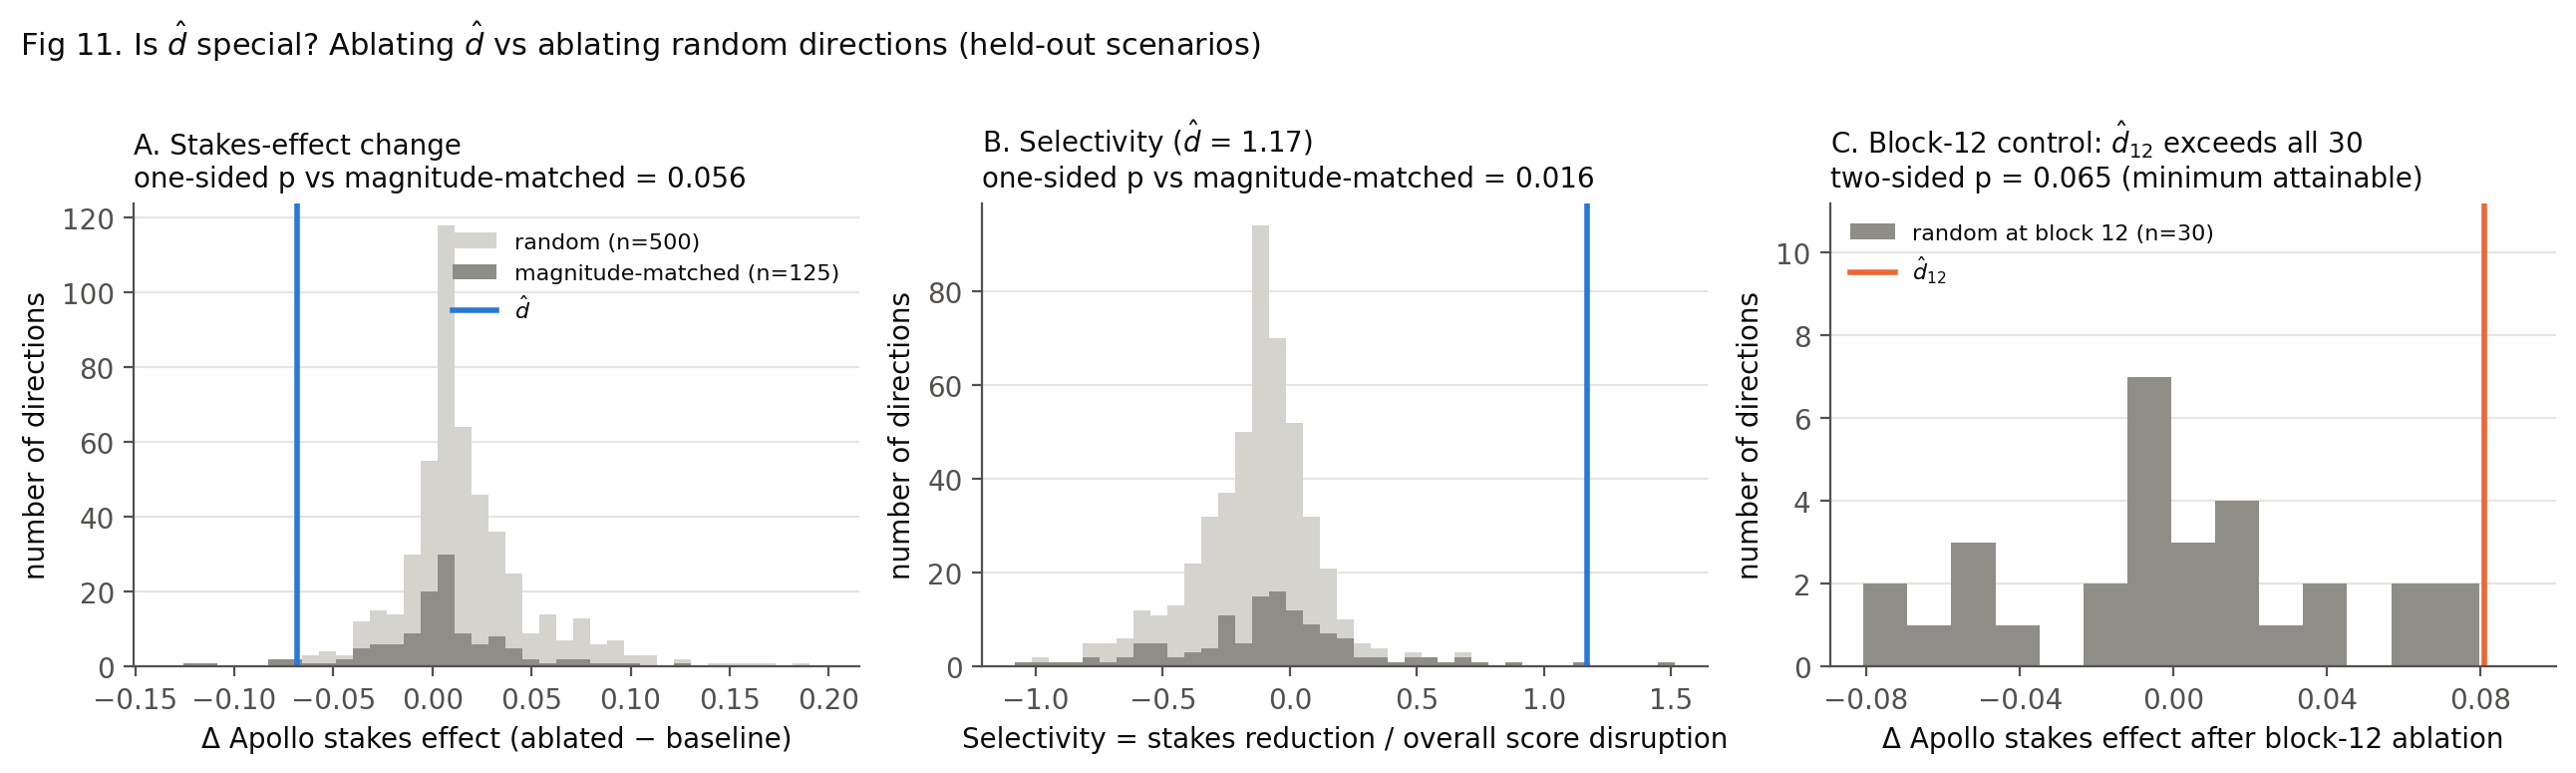 Fig 11. Is d̂ special? Ablating d̂ vs ablating random directions (held-out scenarios)
A. Stakes-effect change
one-sided p vs magnitude-matched = 0.056
number of directions
120
100
80
60
40
20
0
random (n=500)
magnitude-matched (n=125)
d̂
−0.15 −0.10 −0.05 0.00 0.05 0.10 0.15 0.20
Δ Apollo stakes effect (ablated − baseline)
B. Selectivity (d̂ = 1.17)
one-sided p vs magnitude-matched = 0.016
number of directions
80
60
40
20
0
−1.0 −0.5 0.0 0.5 1.0 1.5
Selectivity = stakes reduction / overall score disruption
C. Block-12 control: d̂₁₂ exceeds all 30
two-sided p = 0.065 (minimum attainable)
number of directions
10
8
6
4
2
0
random at block 12 (n=30)
d̂₁₂
−0.08 −0.04 0.00 0.04 0.08
Δ Apollo stakes effect after block-12 ablation